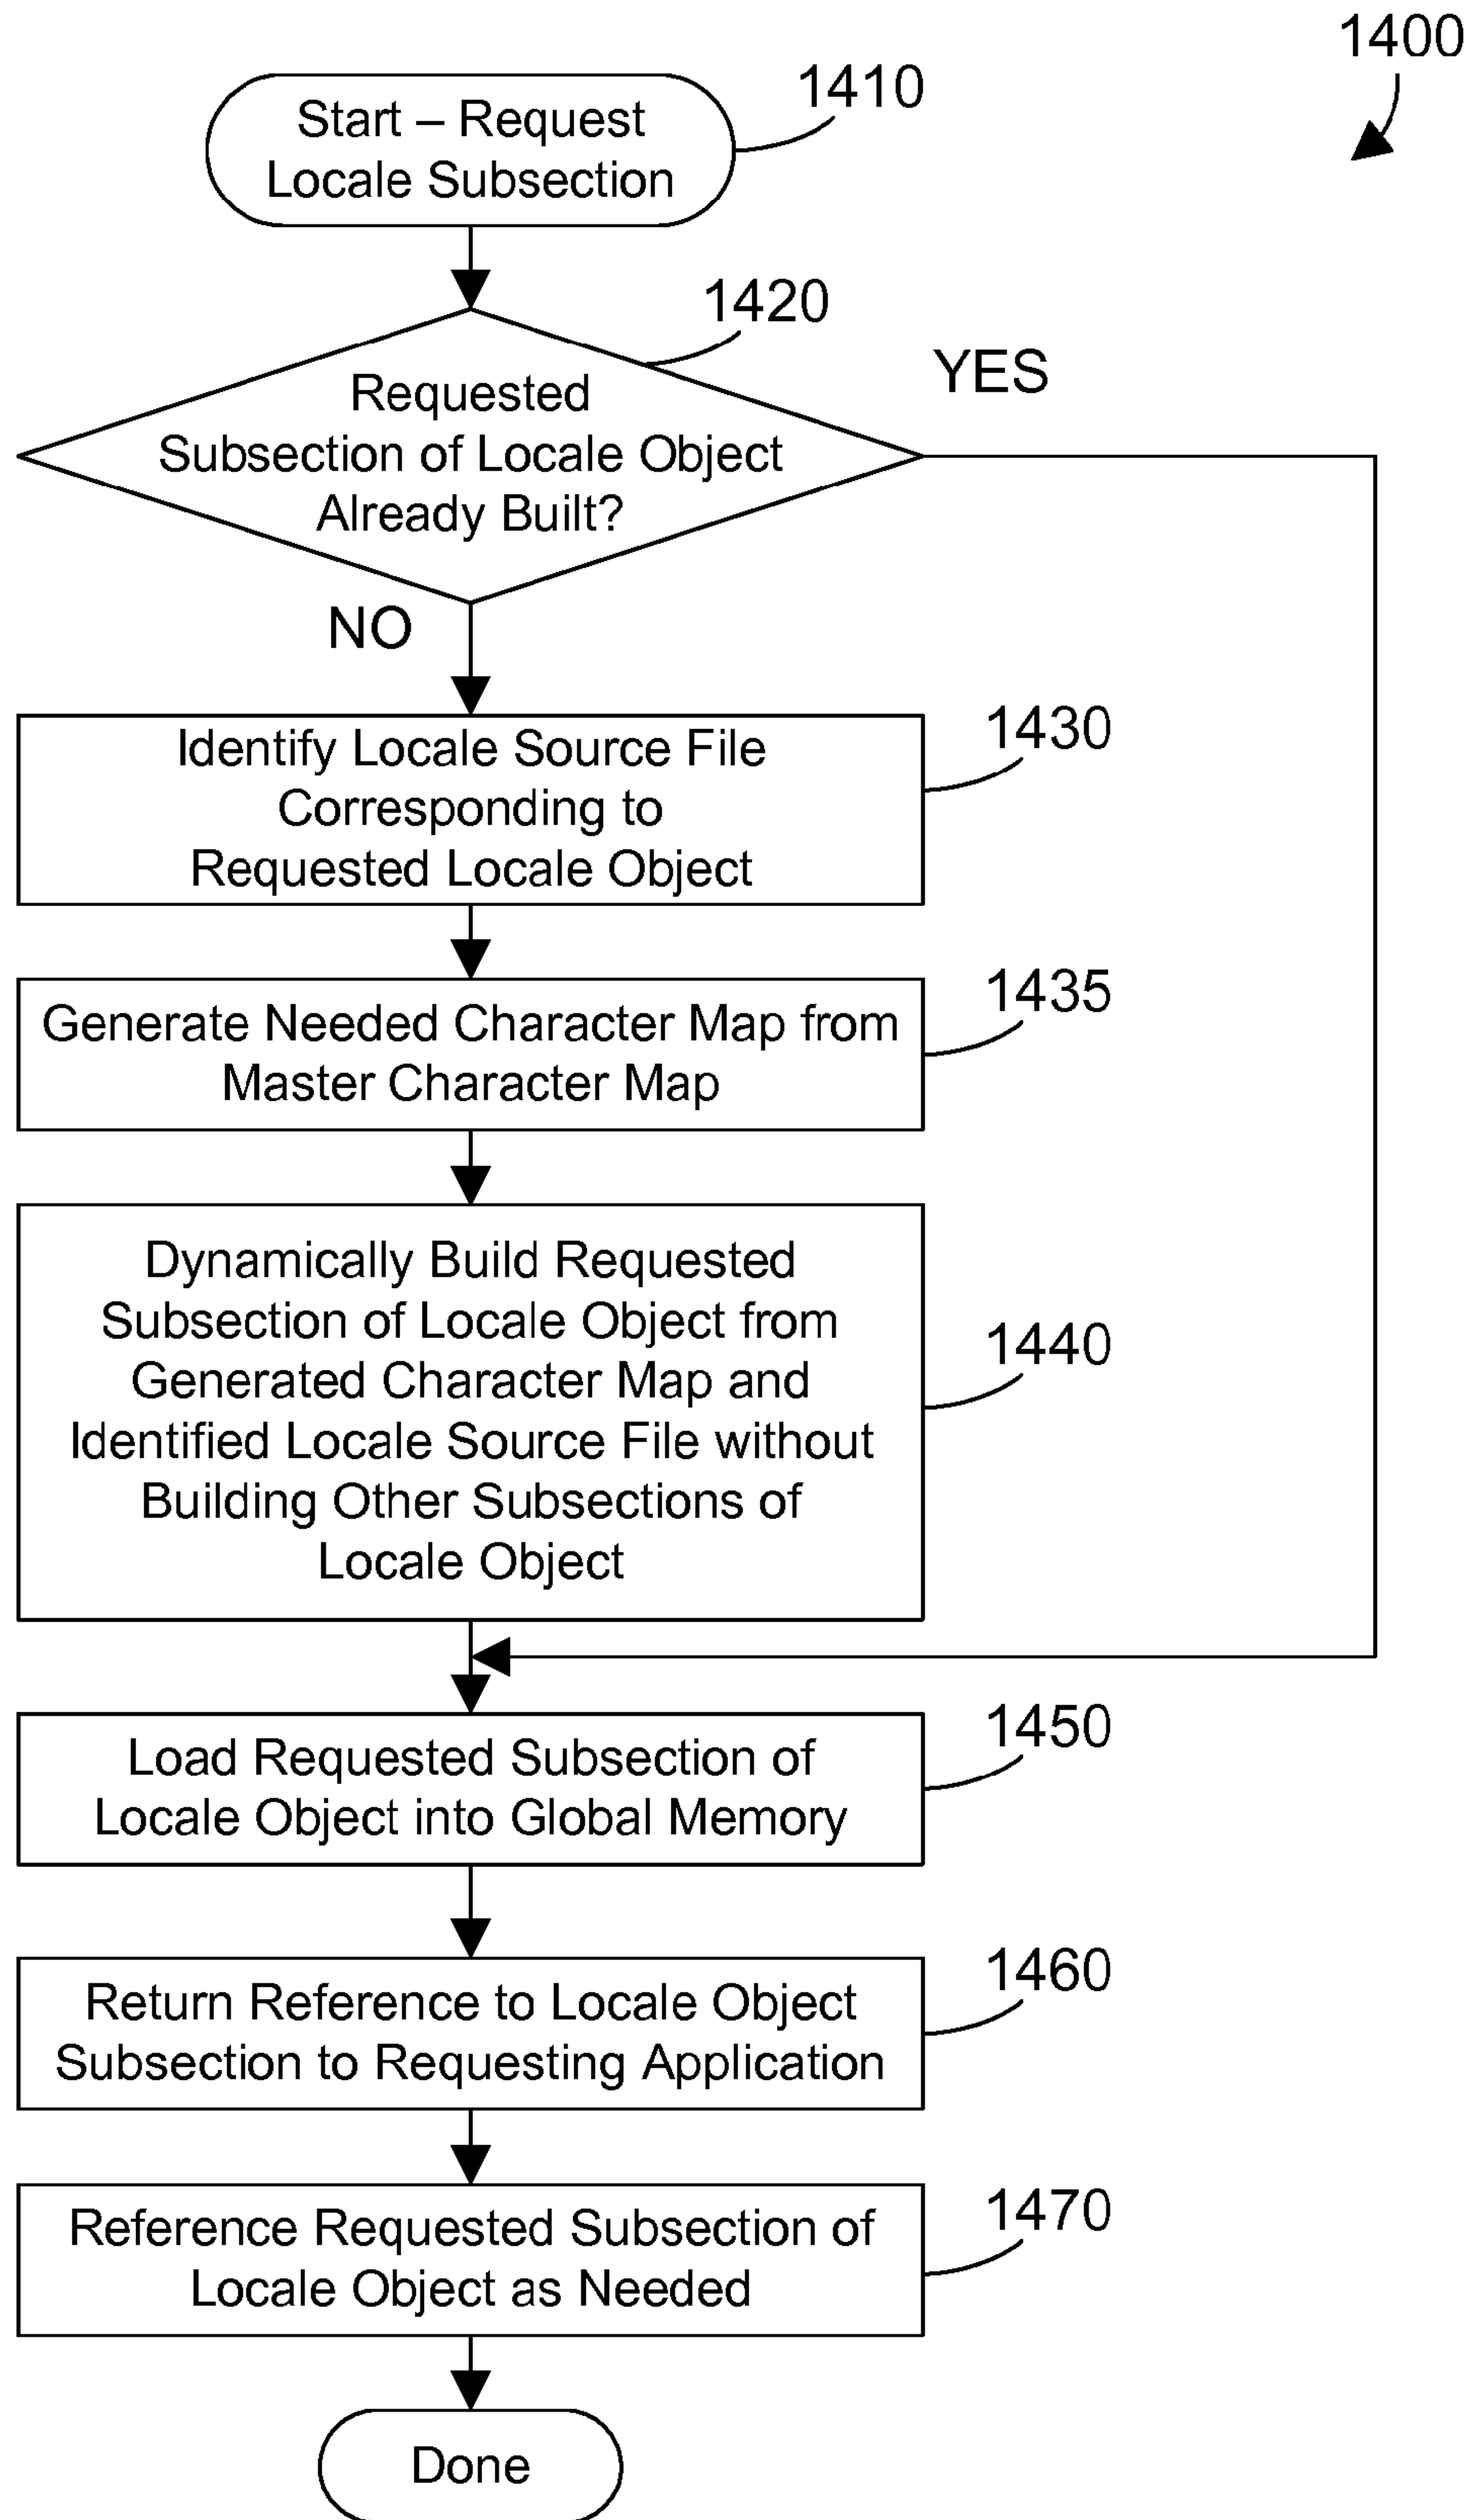 1400
1410
Start – Request
Locale Subsection
1420
YES
Requested
Subsection of Locale Object
Already Built?
NO
1430
Identify Locale Source File
Corresponding to
Requested Locale Object
1435
Generate Needed Character Map from
Master Character Map
Dynamically Build Requested
Subsection of Locale Object from
1440
Generated Character Map and
Identified Locale Source File without
Building Other Subsections of
Locale Object
1450
Load Requested Subsection of
Locale Object into Global Memory
1460
Return Reference to Locale Object
Subsection to Requesting Application
1470
Reference Requested Subsection of
Locale Object as Needed
Done